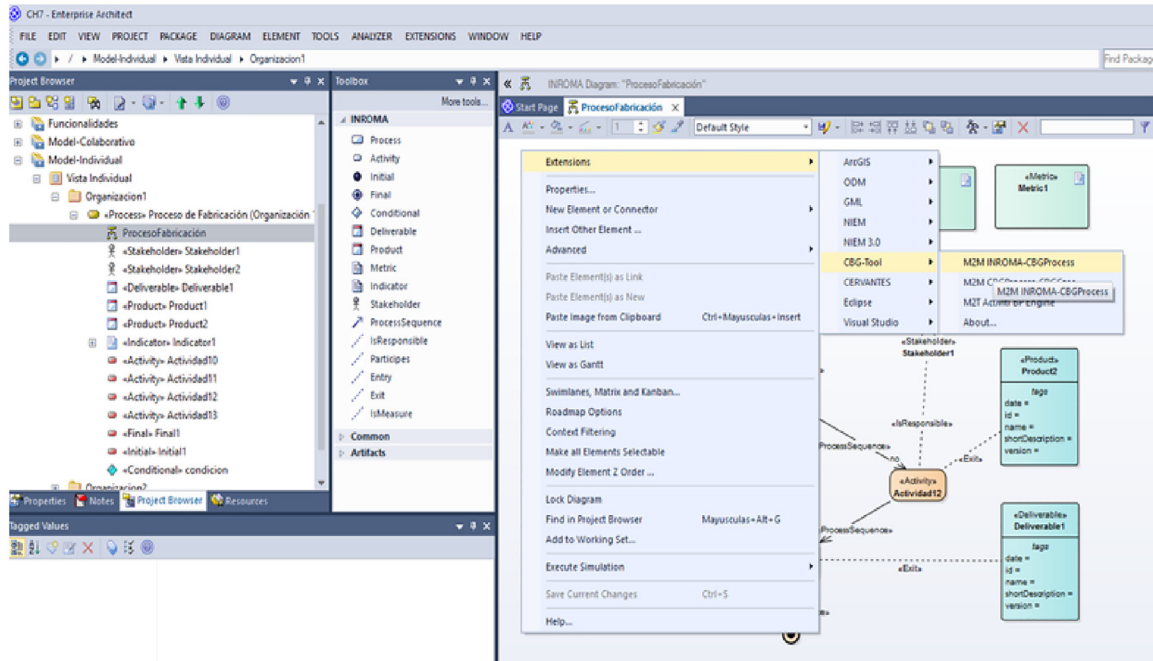 CH7 - Enterprise Architect
FILE EDIT VIEW PROJECT PACKAGE DIAGRAM ELEMENT TOOLS ANALYZER EXTENSIONS WINDOW HELP
/ Model-Individual Vista Individual Organizacion1
Find Packag
Project Browser
Funcionalidades
Model-Colaborativo
Model-Individual
Vista Individual
Organizacion1
«Process» Proceso de Fabricación (Organización
ProcesoFabricación
«Stakeholder» Stakeholder1
«Stakeholder» Stakeholder2
«Deliverable» Deliverable1
«Product» Product1
«Product» Product2
«Indicator» Indicator1
«Activity» Actividad10
«Activity» Actividad11
«Activity» Actividad12
«Activity» Actividad13
«Final» Final1
«Initial» Initial1
«Conditional» condicion
Organizacion2
Properties Notes Project Browser Resources
Tagged Values
Toolbox
More tools...
INROMA
Process
Activity
Initial
Final
Conditional
Deliverable
Product
Metric
Indicator
Stakeholder
ProcessSequence
IsResponsible
Participes
Entry
Exit
IsMeasure
Common
Artifacts
INROMA Diagram: "ProcesoFabricación"
Start Page ProcesoFabricación X
1 Default Style
Extensions
Properties...
New Element or Connector
Insert Other Element ...
Advanced
Paste Element(s) as Link
Paste Element(s) as New
Paste Image from Clipboard Ctrl+Mayusculas+Insert
View as List
View as Gantt
Swimlanes, Matrix and Kanban...
Roadmap Options
Context Filtering
Make all Elements Selectable
Modify Element Z Order ...
Lock Diagram
Find in Project Browser Mayusculas+Alt+G
Add to Working Set...
Execute Simulation
Save Current Changes Ctrl+S
Help...
ArcGIS
ODM
GML
NIEM
NIEM 3.0
CBG-Tool
CERVANTES
Eclipse
Visual Studio
M2M INROMA-CBGProcess
M2M
M2M INROMA-CBGProcess
M2T Activiti BP Engine
About...
«Metric»
Metric1
«Stakeholder»
Stakeholder1
«Product»
Product2
tags
date =
id =
name =
shortDescription =
version =
«IsResponsible»
ProcessSequence»
no
«Exit»
«Activity»
Actividad12
ProcessSequence»
«Exit»
«Deliverable»
Deliverable1
tags
date =
id =
name =
shortDescription =
version =